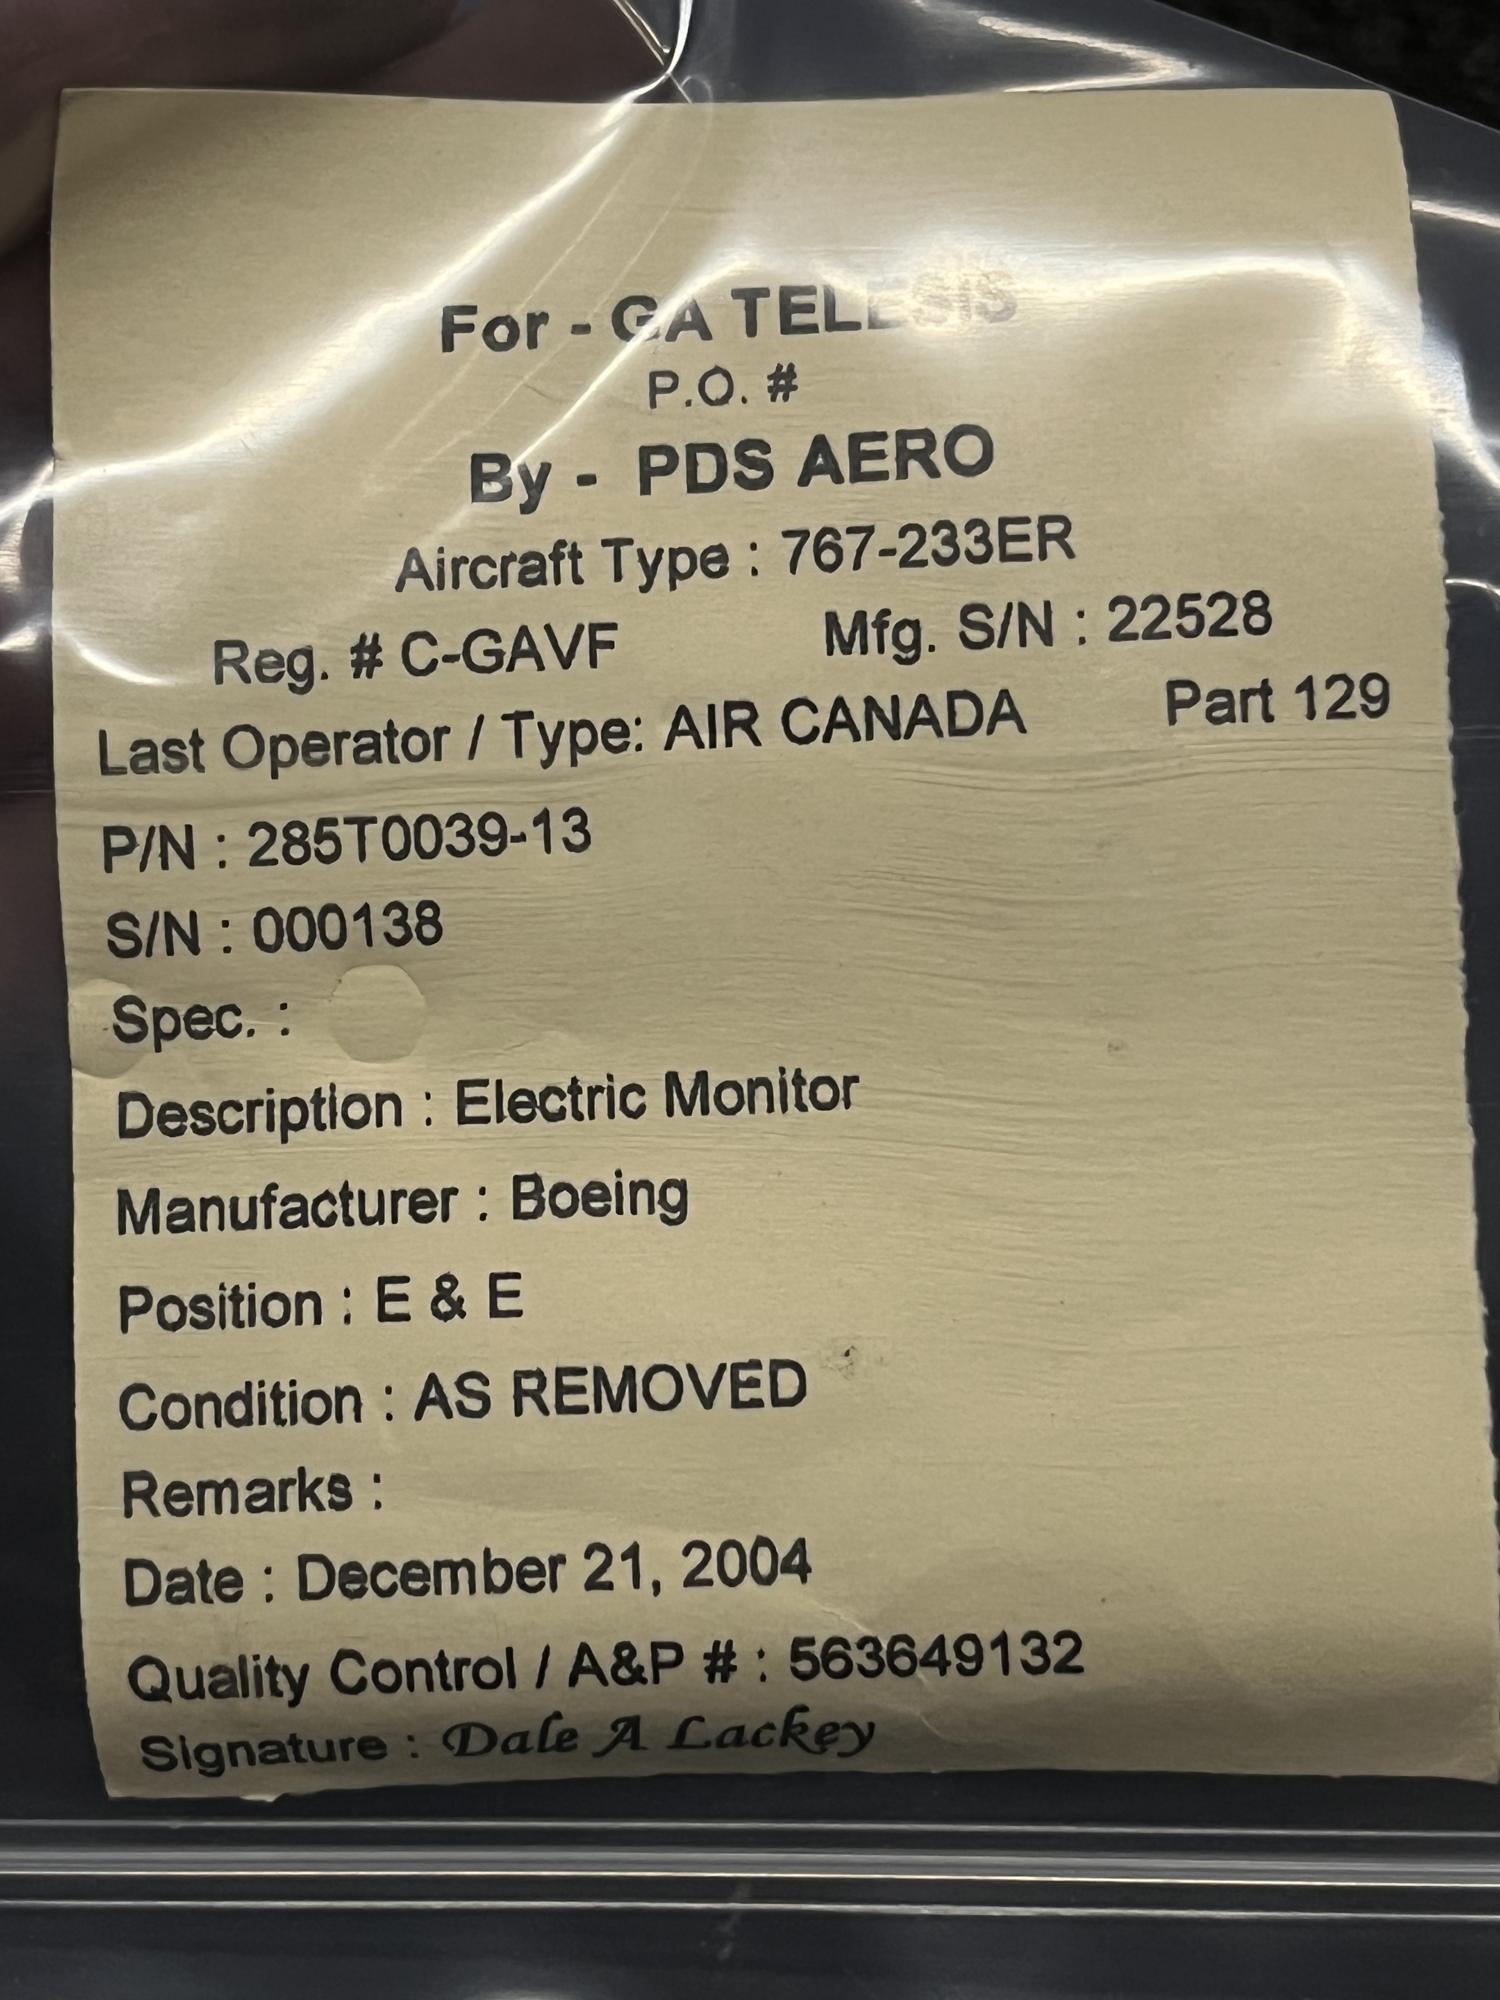 For - GA TELESIS
P.O. #
By - PDS AERO
Aircraft Type : 767-233ER
Reg. # C-GAVF Mfg. S/N : 22528
Last Operator / Type: AIR CANADA Part 129
P/N : 285T0039-13
S/N : 000138
Spec. :
Description : Electric Monitor
Manufacturer : Boeing
Position : E & E
Condition : AS REMOVED
Remarks :
Date : December 21, 2004
Quality Control / A&P # : 563649132
Signature : Dale A Lackey